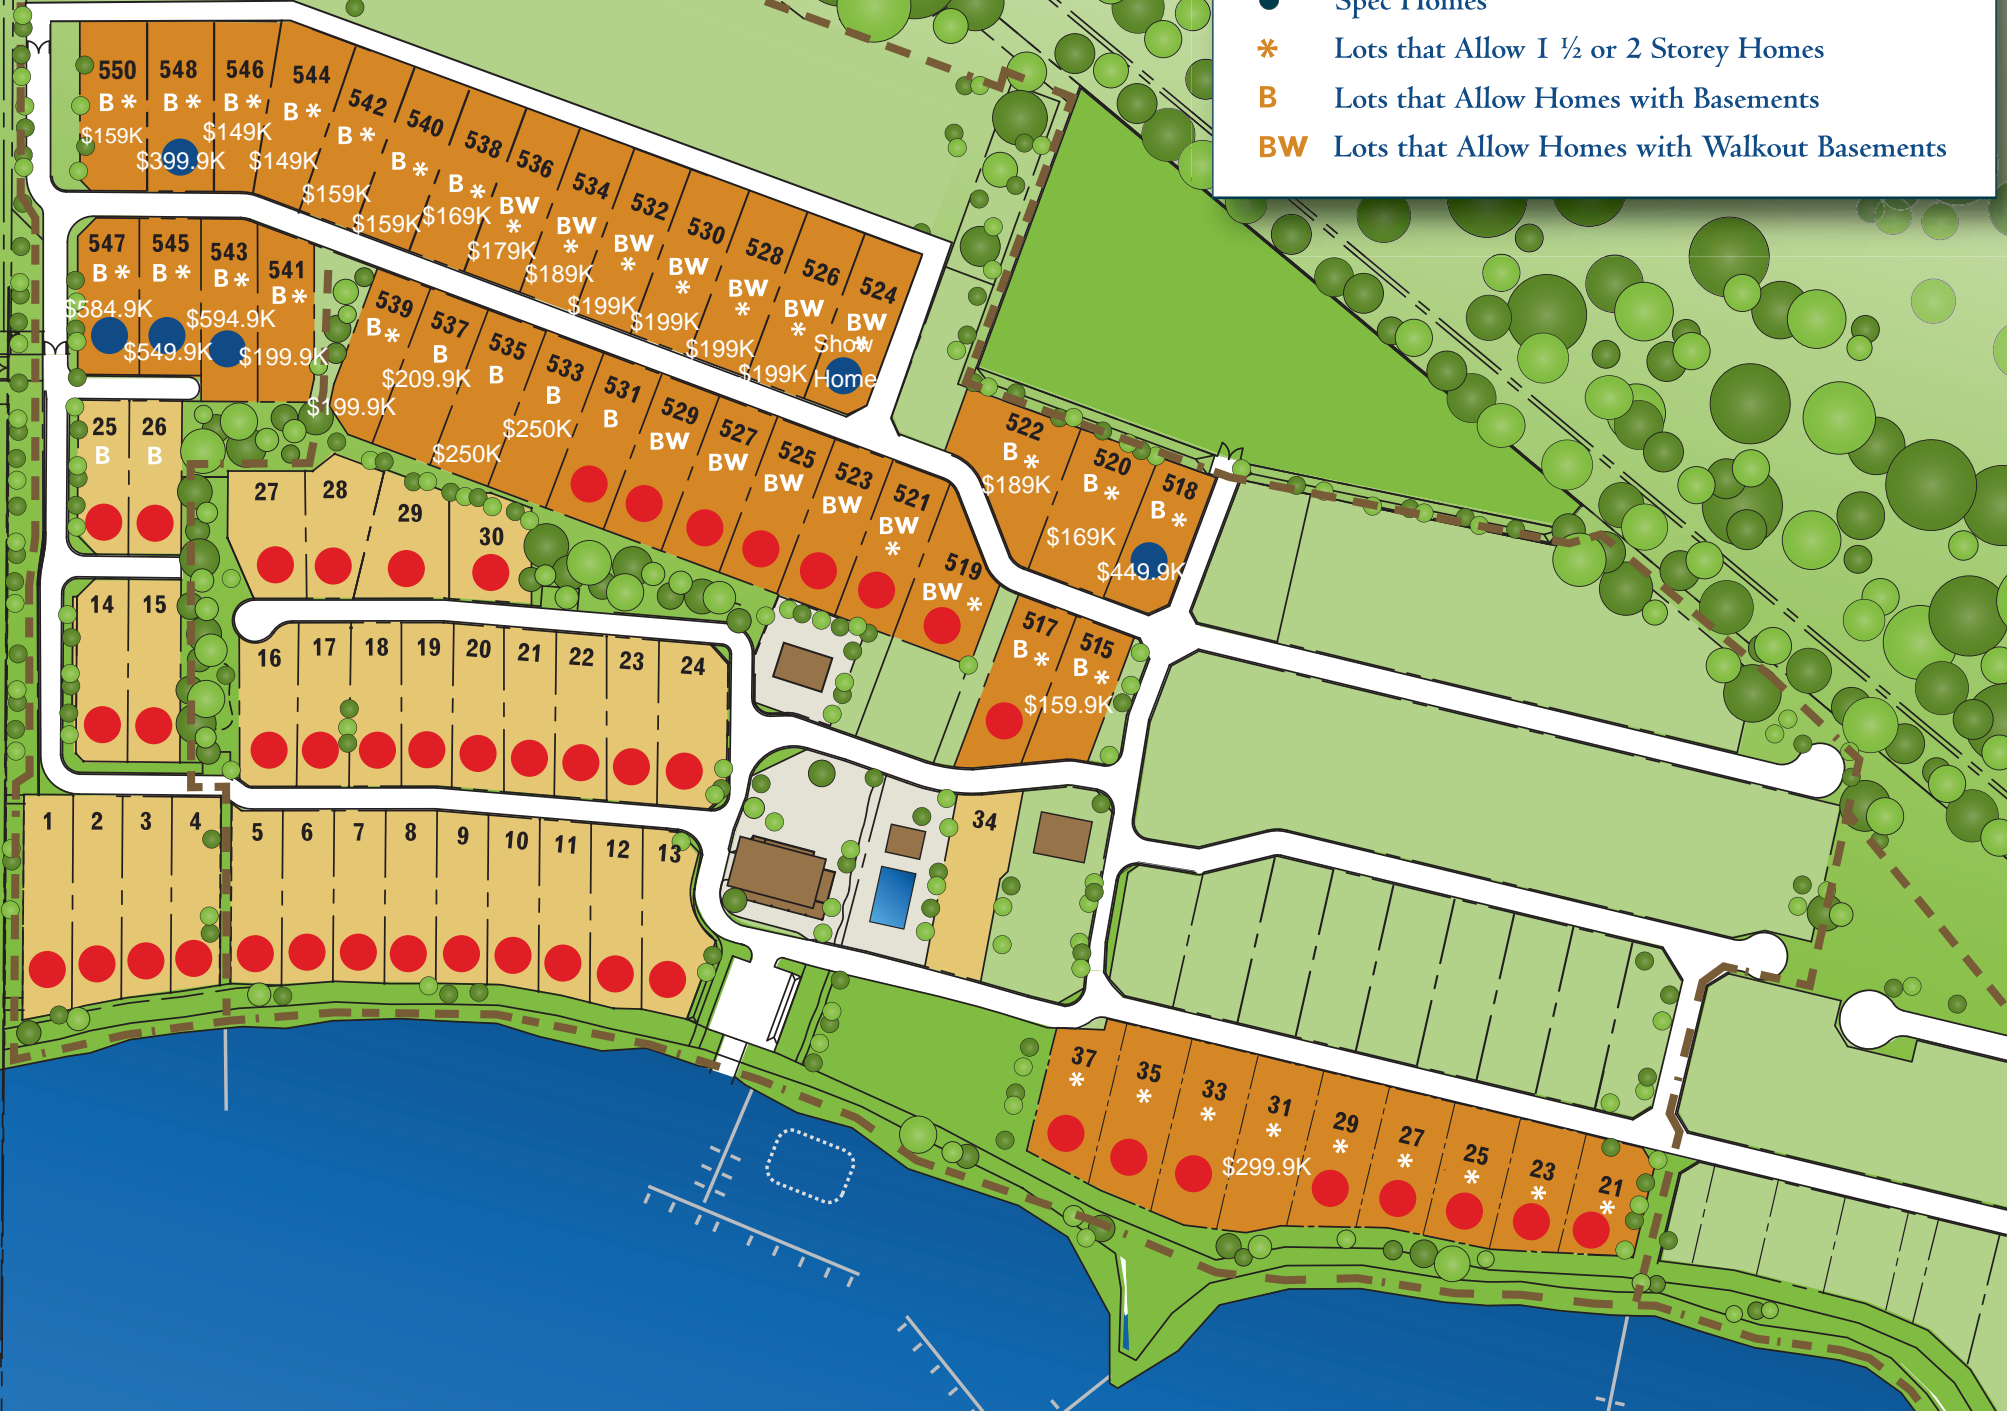 Spec Homes
* Lots that Allow 1 ½ or 2 Storey Homes
B Lots that Allow Homes with Basements
BW Lots that Allow Homes with Walkout Basements
550
B *
$159K
548
B *
$399.9K
546
B *
$149K
544
B *
$149K
542
B *
$159K
540
B *
$159K
538
B *
$169K
536
BW
*
$179K
534
BW
*
$189K
532
BW
*
$199K
530
BW
*
$199K
528
BW
*
$199K
526
BW
*
$199K
524
BW
*
Show
Home
547
B *
$584.9K
545
B *
$549.9K
543
B *
$594.9K
541
B *
$199.9K
539
B *
$199.9K
537
B
$209.9K
535
B
$250K
533
B
$250K
531
B
529
BW
527
BW
525
BW
523
BW
521
BW
*
519
BW *
522
B *
$189K
520
B *
$169K
518
B *
$449.9K
517
B *
515
B *
$159.9K
25
B
26
B
27
28
29
30
14
15
16
17
18
19
20
21
22
23
24
1
2
3
4
5
6
7
8
9
10
11
12
13
34
37
*
35
*
33
*
31
*
$299.9K
29
*
27
*
25
*
23
*
21
*